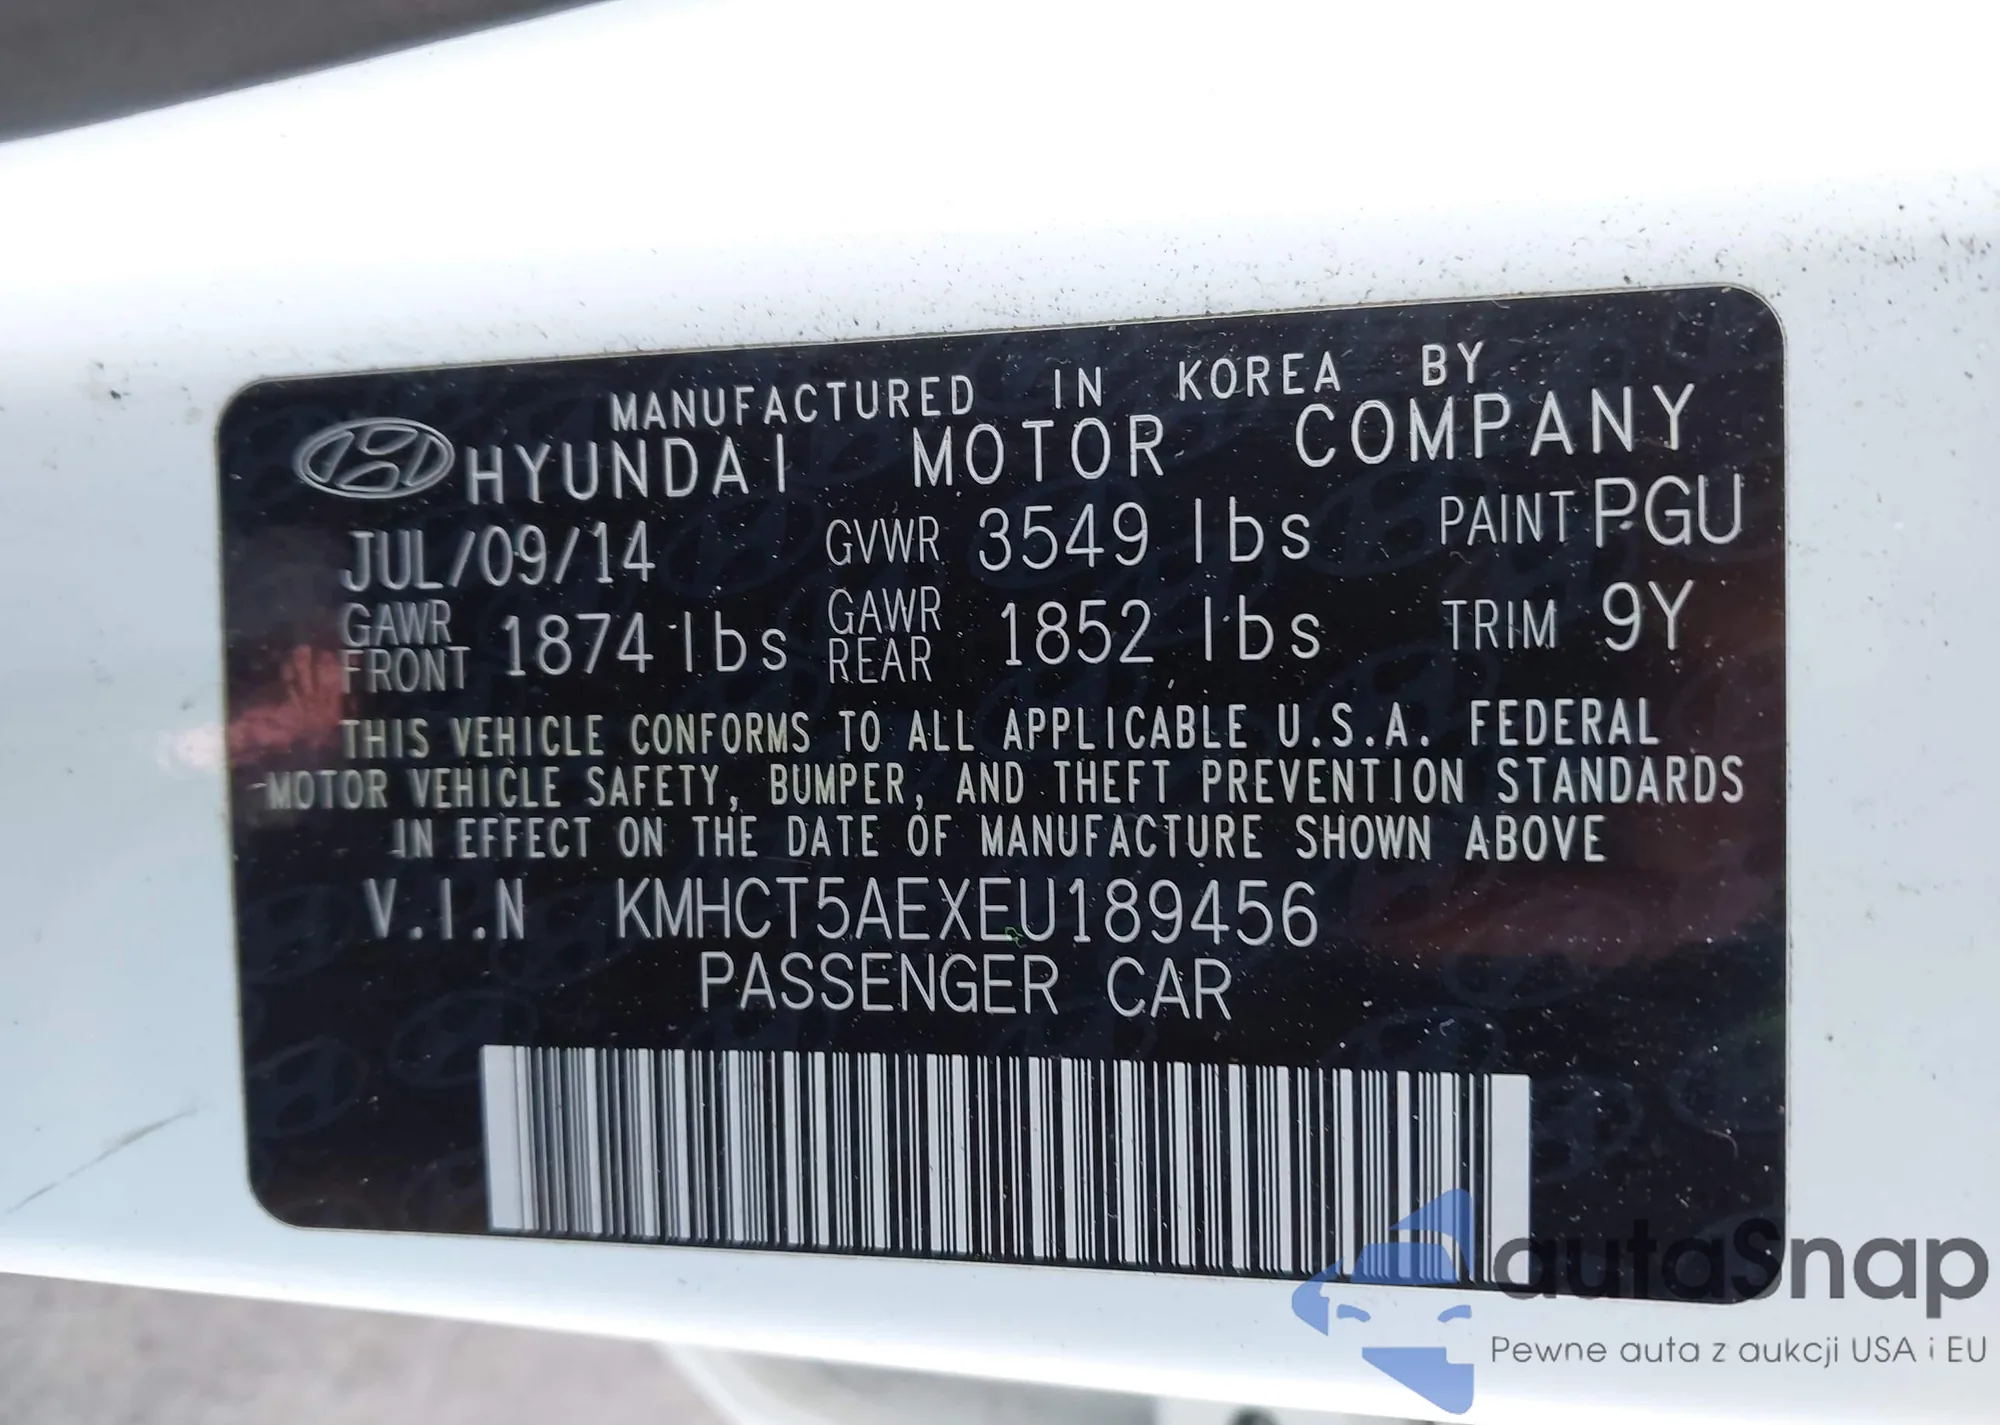 MANUFACTURED IN KOREA BY
HYUNDAI MOTOR COMPANY
JUL/09/14 GVWR 3549 lbs PAINT PGU
GAWR FRONT 1874 lbs GAWR REAR 1852 lbs TRIM 9Y
THIS VEHICLE CONFORMS TO ALL APPLICABLE U.S.A. FEDERAL
MOTOR VEHICLE SAFETY, BUMPER, AND THEFT PREVENTION STANDARDS
IN EFFECT ON THE DATE OF MANUFACTURE SHOWN ABOVE
V.I.N KMHCT5AEXEU189456
PASSENGER CAR
autaSnap
Pewne auta z aukcji USA i EU